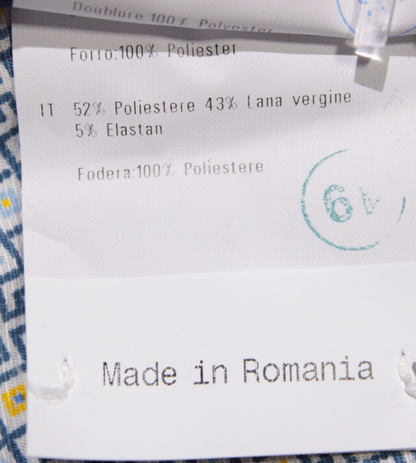 Doublure:100% Polyester
Forro:100% Poliester
IT 52% Poliestere 43% Lana vergine
5% Elastan
Fodera:100% Poliestere
Made in Romania